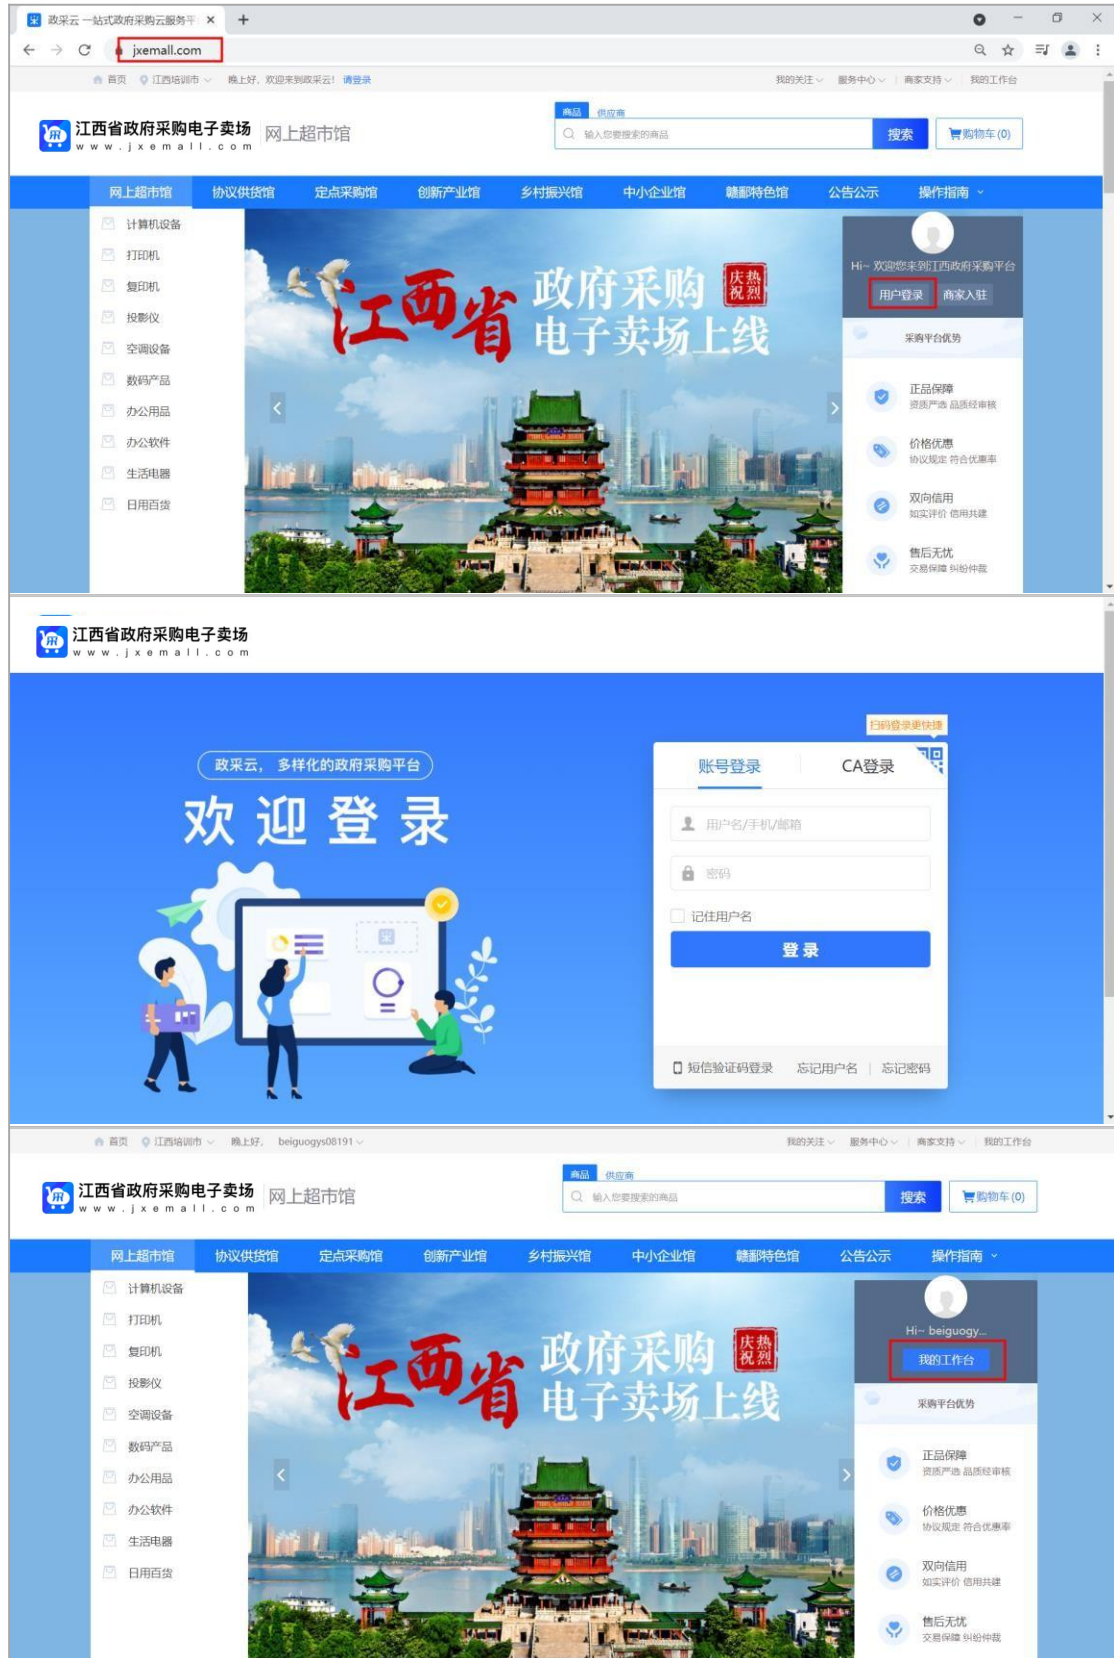 政采云 一站式政府采购云服务平
jxemall.com
首页 江西培训市 晚上好，欢迎来到政采云！ 请登录 我的关注 服务中心 商家支持 我的工作台
商品 供应商
江西省政府采购电子卖场 网上超市馆 输入您要搜索的商品 搜索 购物车(0)
www.jxemall.com
网上超市馆 协议供货馆 定点采购馆 创新产业馆 乡村振兴馆 中小企业馆 赣鄱特色馆 公告公示 操作指南
计算机设备
打印机
复印机
投影仪
空调设备
数码产品
办公用品
办公软件
生活电器
日用百货
江西省 政府采购 热烈庆祝
电子卖场上线
Hi~ 欢迎您来到江西政府采购平台
用户登录 商家入驻
采购平台优势
正品保障
资质严选 品质经审核
价格优惠
协议规定 符合优惠率
双向信用
如实评价 信用共建
售后无忧
交易保障 纠纷仲裁
江西省政府采购电子卖场
www.jxemall.com
扫码登录更快捷
政采云，多样化的政府采购平台
欢迎登录
采
账号登录 CA登录
用户名/手机/邮箱
密码
记住用户名
登录
短信验证码登录 忘记用户名 忘记密码
首页 江西培训市 晚上好， beiguogys08191 我的关注 服务中心 商家支持 我的工作台
商品 供应商
江西省政府采购电子卖场 网上超市馆 输入您要搜索的商品 搜索 购物车(0)
www.jxemall.com
网上超市馆 协议供货馆 定点采购馆 创新产业馆 乡村振兴馆 中小企业馆 赣鄱特色馆 公告公示 操作指南
计算机设备
打印机
复印机
投影仪
空调设备
数码产品
办公用品
办公软件
生活电器
日用百货
江西省 政府采购 热烈庆祝
电子卖场上线
Hi~ beiguogy...
我的工作台
采购平台优势
正品保障
资质严选 品质经审核
价格优惠
协议规定 符合优惠率
双向信用
如实评价 信用共建
售后无忧
交易保障 纠纷仲裁